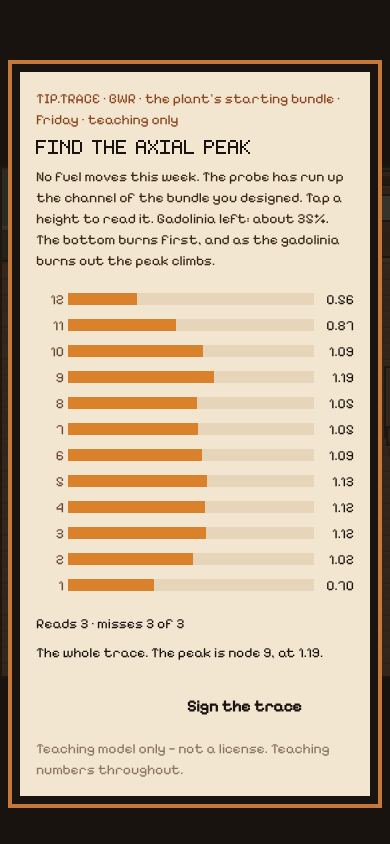 TIP.TRACE · BWR · the plant's starting bundle ·
Friday · teaching only
FIND THE AXIAL PEAK
No fuel moves this week. The probe has run up
the channel of the bundle you designed. Tap a
height to read it. Gadolinia left: about 35%.
The bottom burns first, and as the gadolinia
burns out the peak climbs.
12 0.56
11 0.87
10 1.09
9 1.19
8 1.05
7 1.05
6 1.09
5 1.13
4 1.12
3 1.12
2 1.02
1 0.70
Reads 3 · misses 3 of 3
The whole trace. The peak is node 9, at 1.19.
Sign the trace
Teaching model only – not a license. Teaching
numbers throughout.